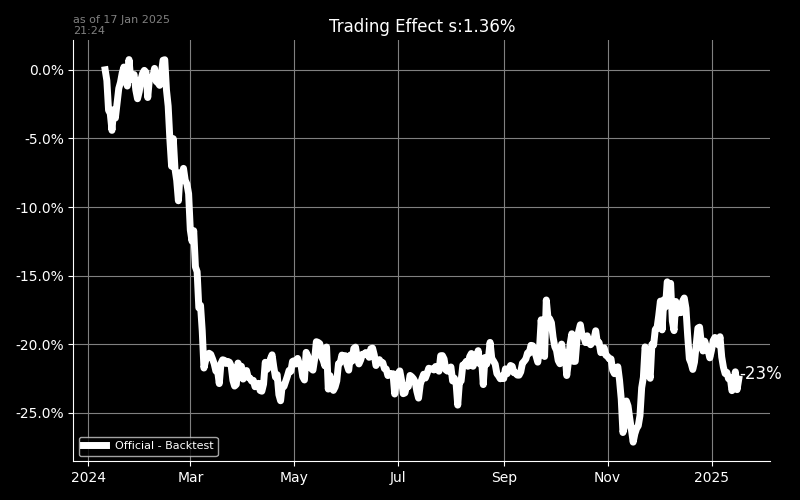 as of 17 Jan 2025
21:24
Trading Effect s:1.36%
0.0%
-5.0%
-10.0%
-15.0%
-20.0%
-25.0%
-23%
Official - Backtest
2024 Mar May Jul Sep Nov 2025